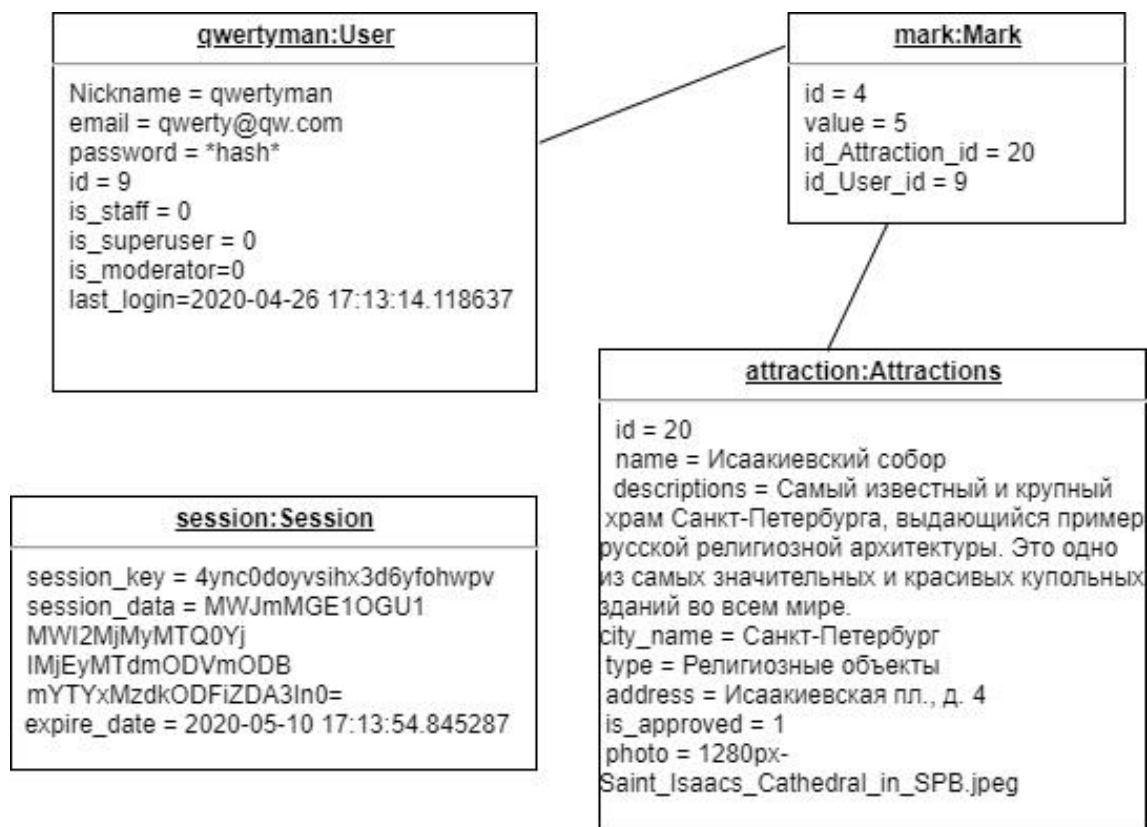 qwertyman:User
Nickname = qwertyman
email = qwerty@qw.com
password = *hash*
id = 9
is_staff = 0
is_superuser = 0
is_moderator=0
last_login=2020-04-26 17:13:14.118637
mark:Mark
id = 4
value = 5
id_Attraction_id = 20
id_User_id = 9
session:Session
session_key = 4ync0doyvsihx3d6yfohwpv
session_data = MWJmMGE1OGU1
MWI2MjMyMTQ0Yj
IMjEyMTdmODVmODB
mYTYxMzdkODFiZDA3In0=
expire_date = 2020-05-10 17:13:54.845287
attraction:Attractions
id = 20
name = Исаакиевский собор
descriptions = Самый известный и крупный
храм Санкт-Петербурга, выдающийся пример
русской религиозной архитектуры. Это одно
из самых значительных и красивых купольных
зданий во всем мире.
city_name = Санкт-Петербург
type = Религиозные объекты
address = Исаакиевская пл., д. 4
is_approved = 1
photo = 1280px-
Saint_Isaacs_Cathedral_in_SPB.jpeg